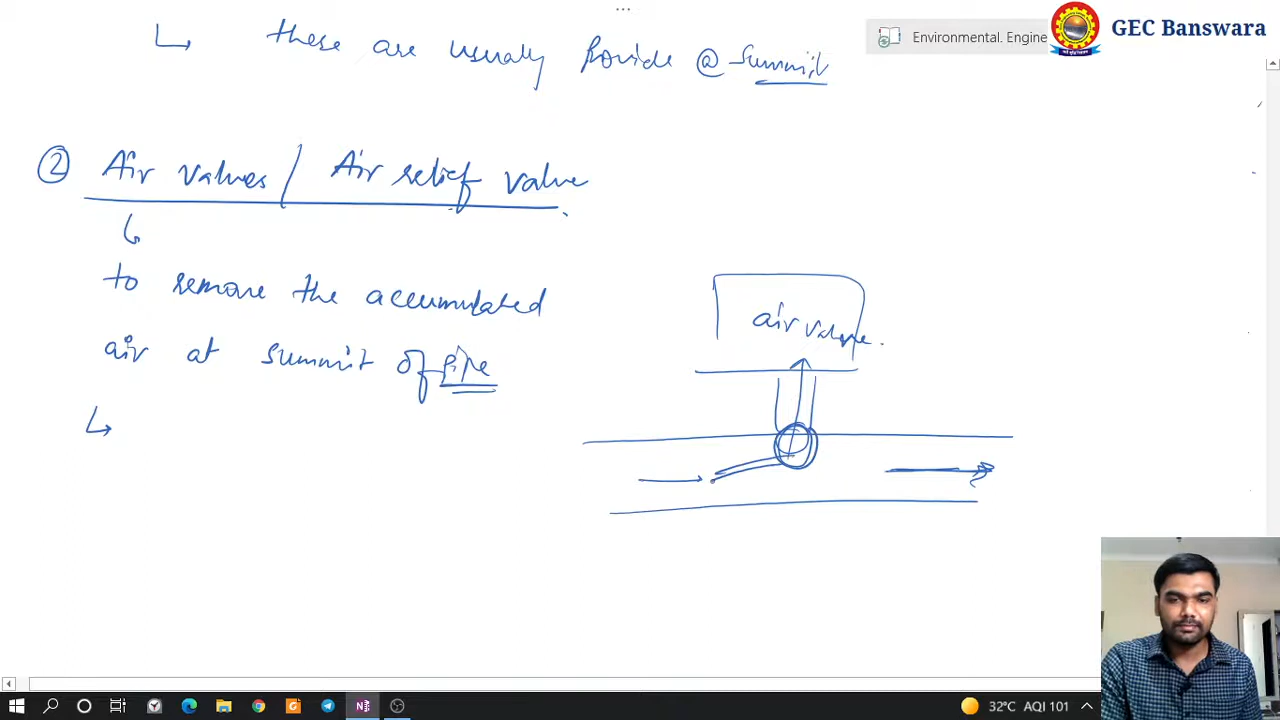 ...
Environmental. Engine
GEC Banswara
↳ these are usually Provide @ Summit
② Air valves / Air relief valve
↳
to remove the accumulated
air at summit of pipe
↳
air valve.
32°C AQI 101